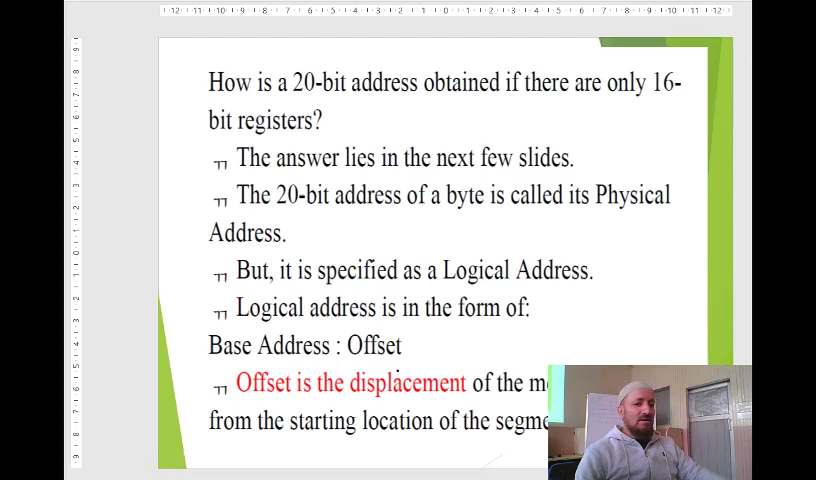 How is a 20-bit address obtained if there are only 16-
bit registers?
ㄲ The answer lies in the next few slides.
ㄲ The 20-bit address of a byte is called its Physical
Address.
ㄲ But, it is specified as a Logical Address.
ㄲ Logical address is in the form of:
Base Address : Offset
ㄲ Offset is the displacement of the
from the starting location of the